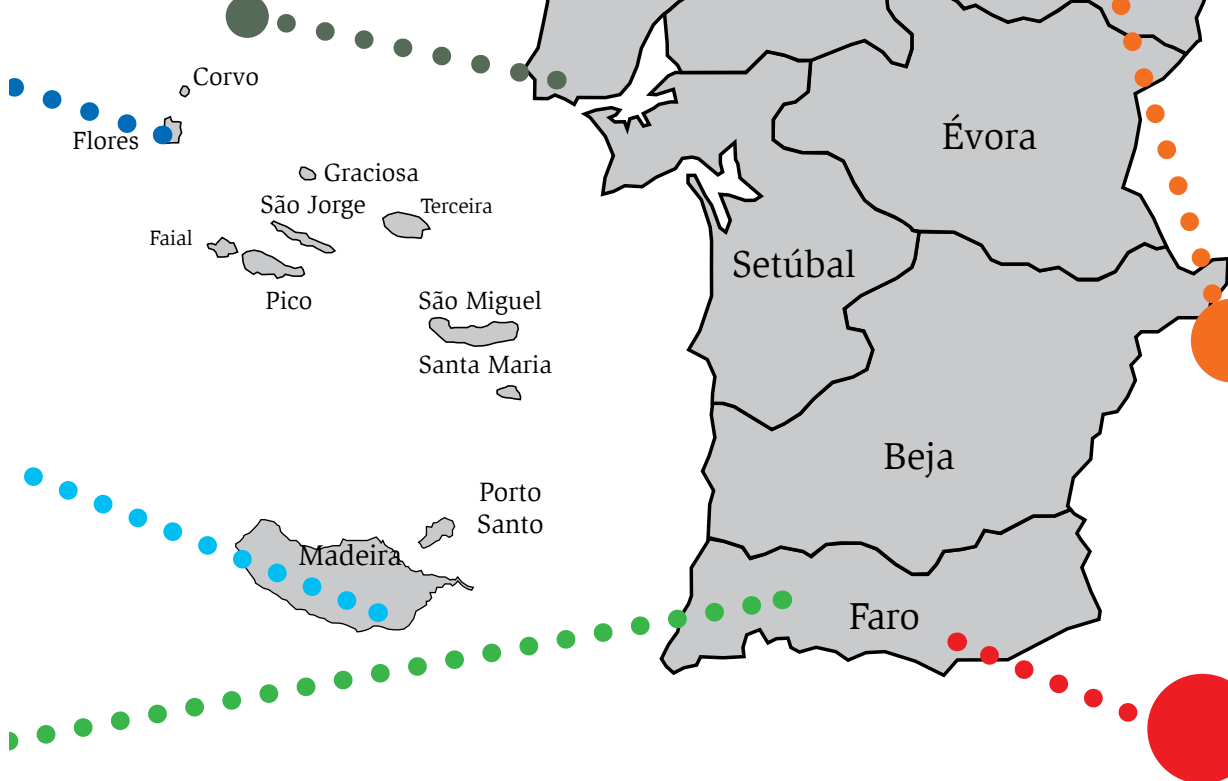 Corvo
Flores
Évora
Graciosa
São Jorge
Terceira
Faial
Pico
Setúbal
São Miguel
Santa Maria
Beja
Porto
Santo
Madeira
Faro